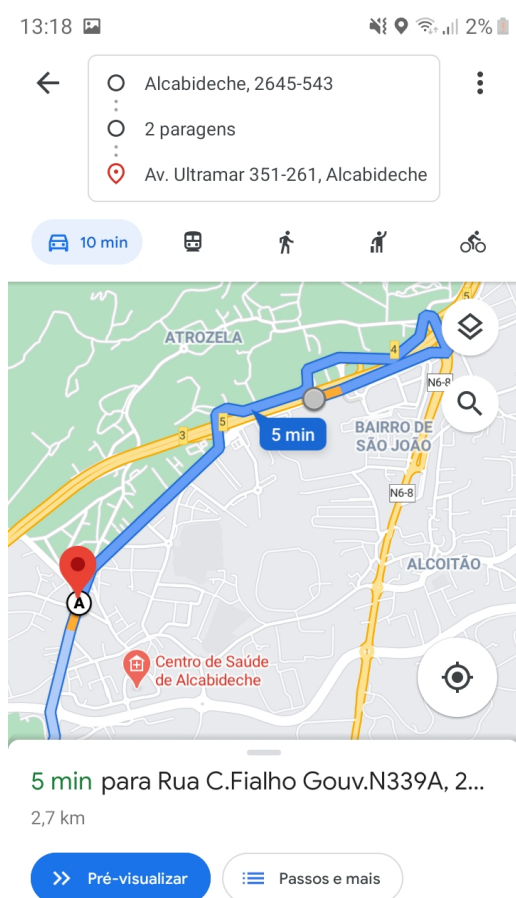 13:18 2%
Alcabideche, 2645-543
2 paragens
Av. Ultramar 351-261, Alcabideche
10 min
5
ATROZELA
4
N6-8
5
3
5 min
BAIRRO DE
SÃO JOÃO
N6-8
ALCOITÃO
A
1
Centro de Saúde
de Alcabideche
5 min para Rua C.Fialho Gouv.N339A, 2...
2,7 km
Pré-visualizar
Passos e mais